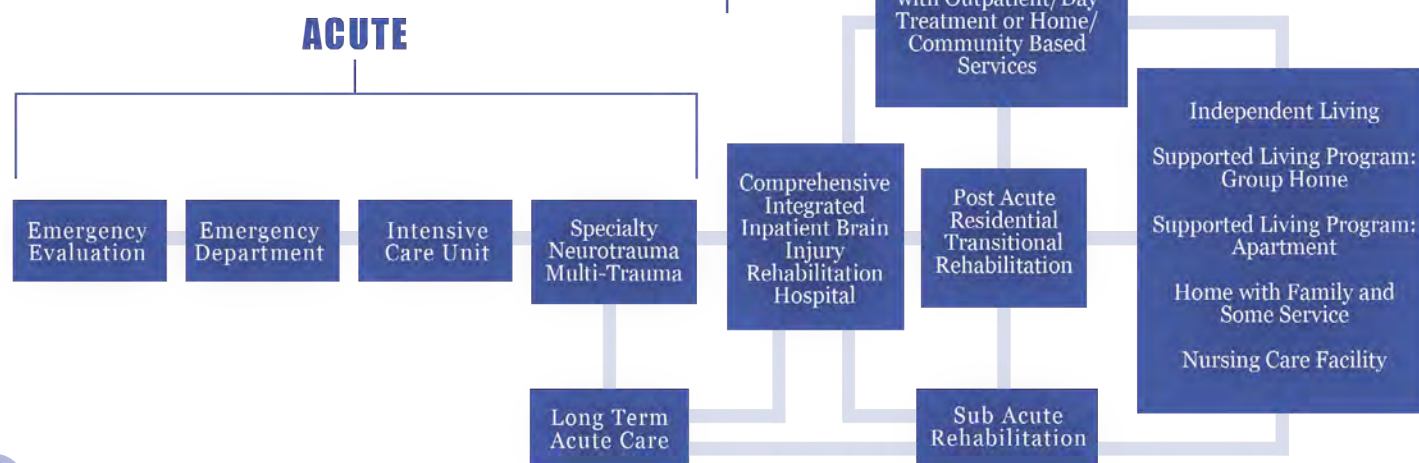 ACUTE
with Outpatient/Day
Treatment or Home/
Community Based
Services
Emergency
Evaluation
Emergency
Department
Intensive
Care Unit
Specialty
Neurotrauma
Multi-Trauma
Comprehensive
Integrated
Inpatient Brain
Injury
Rehabilitation
Hospital
Post Acute
Residential
Transitional
Rehabilitation
Independent Living
Supported Living Program:
Group Home
Supported Living Program:
Apartment
Home with Family and
Some Service
Nursing Care Facility
Long Term
Acute Care
Sub Acute
Rehabilitation